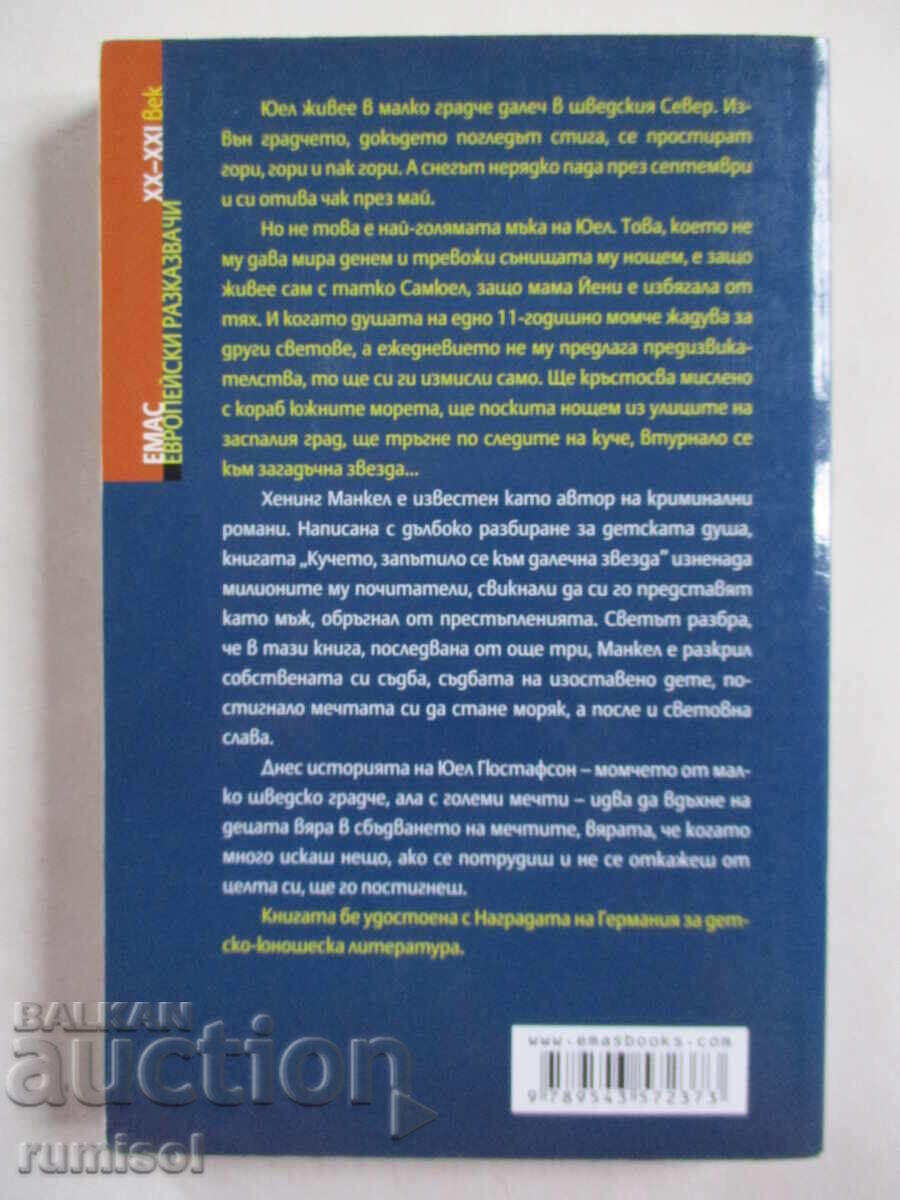 ЕМАС
ЕВРОПЕЙСКИ РАЗКАЗВАЧИ
XX–XXI век
Юел живее в малко градче далеч в шведския Север. Из-
вън градчето, докъдето погледът стига, се простират
гори, гори и пак гори. А снегът нерядко пада през септември
и си отива чак през май.
Но не това е най-голямата мъка на Юел. Това, което не
му дава мира денем и тревожи сънищата му нощем, е защо
живее сам с татко Самюел, защо мама Йени е избягала от
тях. И когато душата на едно 11-годишно момче жадува за
други светове, а ежедневието не му предлага предизвика-
телства, то ще си ги измисли само. Ще кръстосва мислено
с кораб южните морета, ще поскита нощем из улиците на
заспалия град, ще тръгне по следите на куче, втурнало се
към загадъчна звезда...
Хенинг Манкел е известен като автор на криминални
романи. Написана с дълбоко разбиране за детската душа,
книгата „Кучето, запътило се към далечна звезда" изненада
милионите му почитатели, свикнали да си го представят
като мъж, обръгнал от престъпленията. Светът разбра,
че в тази книга, последвана от още три, Манкел е разкрил
собствената си съдба, съдбата на изоставено дете, по-
стигнало мечтата си да стане моряк, а после и световна
слава.
Днес историята на Юел Гюстафсон – момчето от мал-
ко шведско градче, ала с големи мечти – идва да вдъхне на
децата вяра в сбъдването на мечтите, вярата, че когато
много искаш нещо, ако се потрудиш и не се откажеш от
целта си, ще го постигнеш.
Книгата бе удостоена с Наградата на Германия за дет-
ско-юношеска литература.
www.emasbooks.com
9 789543 572373
BALKAN
auction
rumisol